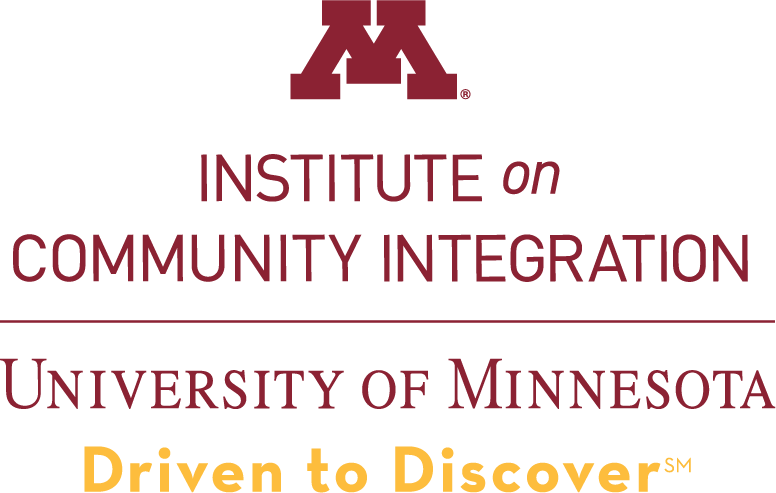 M®
INSTITUTE on
COMMUNITY INTEGRATION
UNIVERSITY OF MINNESOTA
Driven to Discover℠